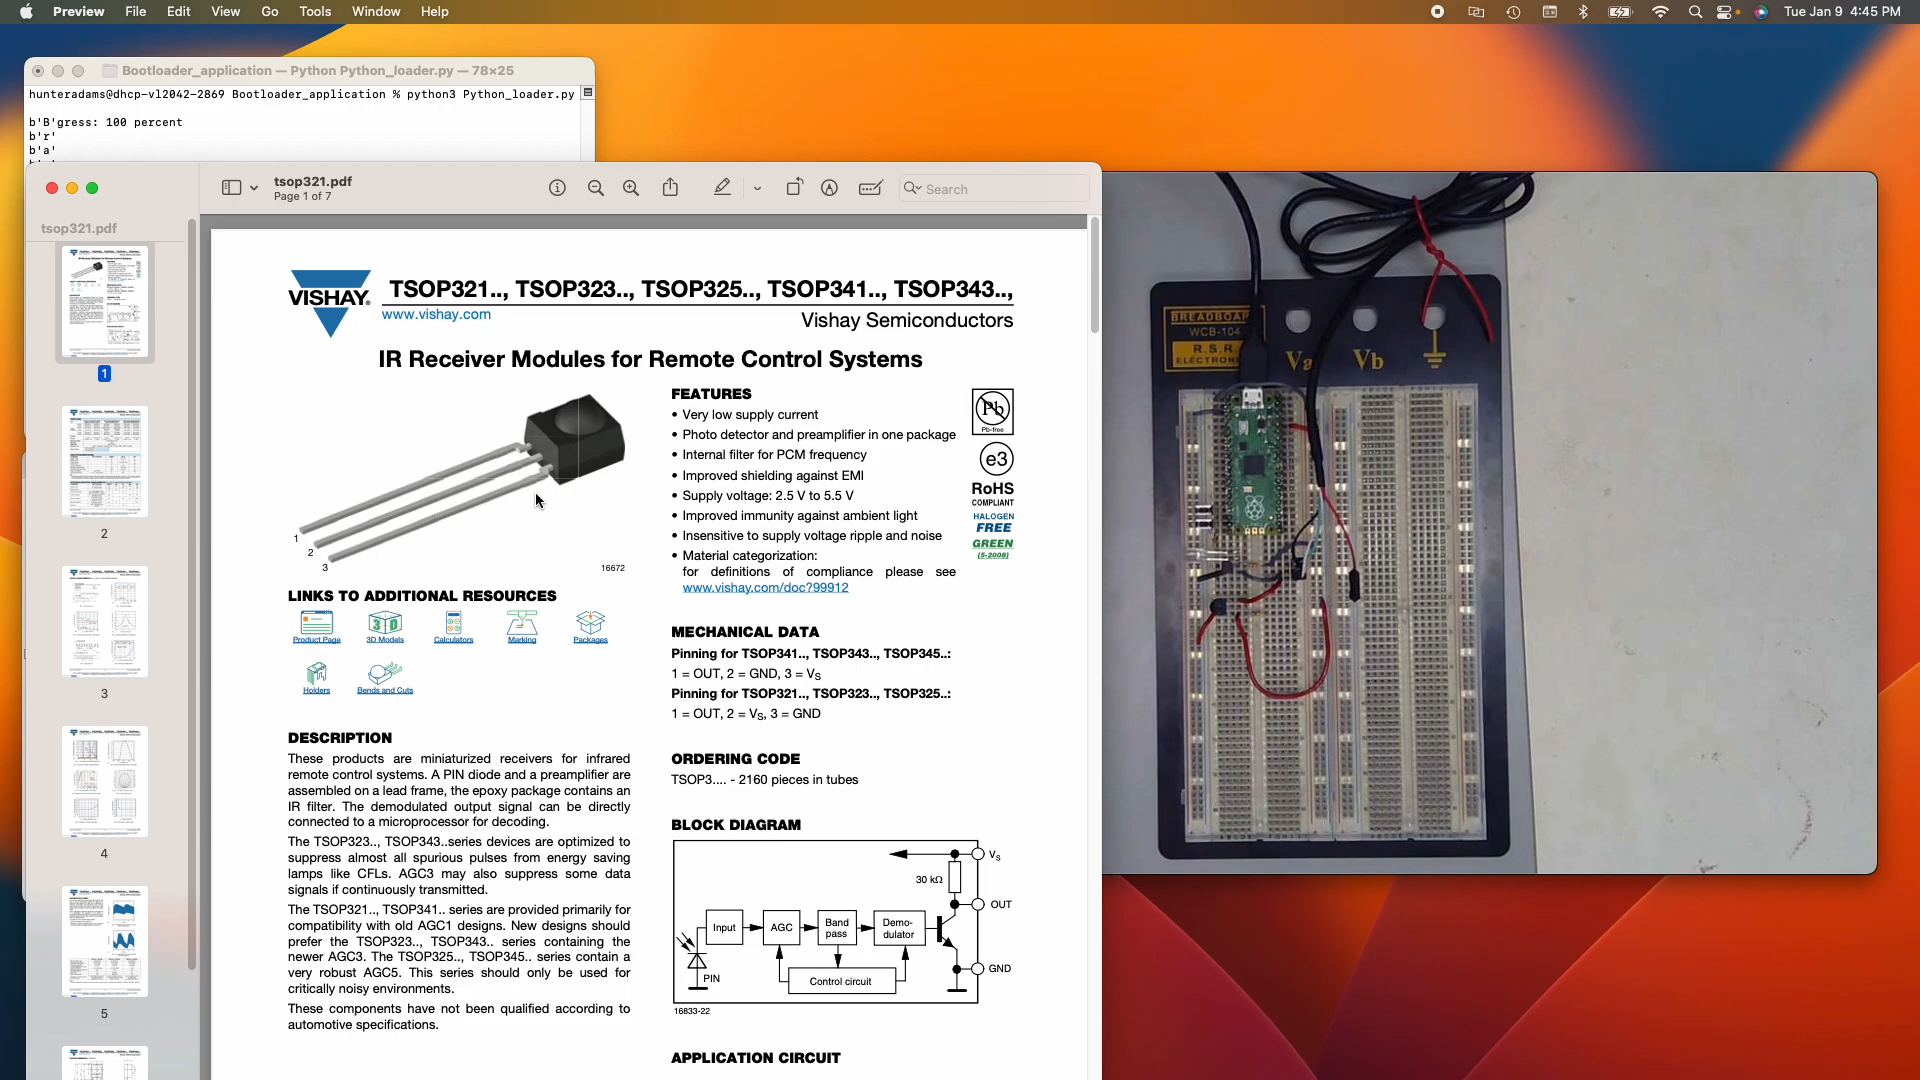 Preview File Edit View Go Tools Window Help
Tue Jan 9 4:45 PM
Bootloader_application — Python Python_loader.py — 78×25
hunteradams@dhcp-vl2042-2869 Bootloader_application % python3 Python_loader.py
b'B'gress: 100 percent
b'r'
b'a'
tsop321.pdf
Page 1 of 7
Search
tsop321.pdf
1
2
3
4
5
VISHAY
TSOP321.., TSOP323.., TSOP325.., TSOP341.., TSOP343..,
www.vishay.com
Vishay Semiconductors
IR Receiver Modules for Remote Control Systems
1
2
3
16672
LINKS TO ADDITIONAL RESOURCES
3D
Product Page
3D Models
Calculators
Marking
Packages
Holders
Bends and Cuts
DESCRIPTION
These products are miniaturized receivers for infrared
remote control systems. A PIN diode and a preamplifier are
assembled on a lead frame, the epoxy package contains an
IR filter. The demodulated output signal can be directly
connected to a microprocessor for decoding.
The TSOP323.., TSOP343..series devices are optimized to
suppress almost all spurious pulses from energy saving
lamps like CFLs. AGC3 may also suppress some data
signals if continuously transmitted.
The TSOP321.., TSOP341.. series are provided primarily for
compatibility with old AGC1 designs. New designs should
prefer the TSOP323.., TSOP343.. series containing the
newer AGC3. The TSOP325.., TSOP345.. series contain a
very robust AGC5. This series should only be used for
critically noisy environments.
These components have not been qualified according to
automotive specifications.
FEATURES
• Very low supply current
• Photo detector and preamplifier in one package
• Internal filter for PCM frequency
• Improved shielding against EMI
• Supply voltage: 2.5 V to 5.5 V
• Improved immunity against ambient light
• Insensitive to supply voltage ripple and noise
• Material categorization:
for definitions of compliance please see
www.vishay.com/doc?99912
Pb
Pb-free
e3
RoHS
COMPLIANT
HALOGEN
FREE
GREEN
(5-2008)
MECHANICAL DATA
Pinning for TSOP341.., TSOP343.., TSOP345..:
1 = OUT, 2 = GND, 3 = VS
Pinning for TSOP321.., TSOP323.., TSOP325..:
1 = OUT, 2 = VS, 3 = GND
ORDERING CODE
TSOP3.... - 2160 pieces in tubes
BLOCK DIAGRAM
VS
30 kΩ
OUT
Input
AGC
Band
pass
Demo-
dulator
GND
PIN
Control circuit
16833-22
APPLICATION CIRCUIT
BREADBOAR
WCB-104
R.S.R.
ELECTRON
Va
Vb